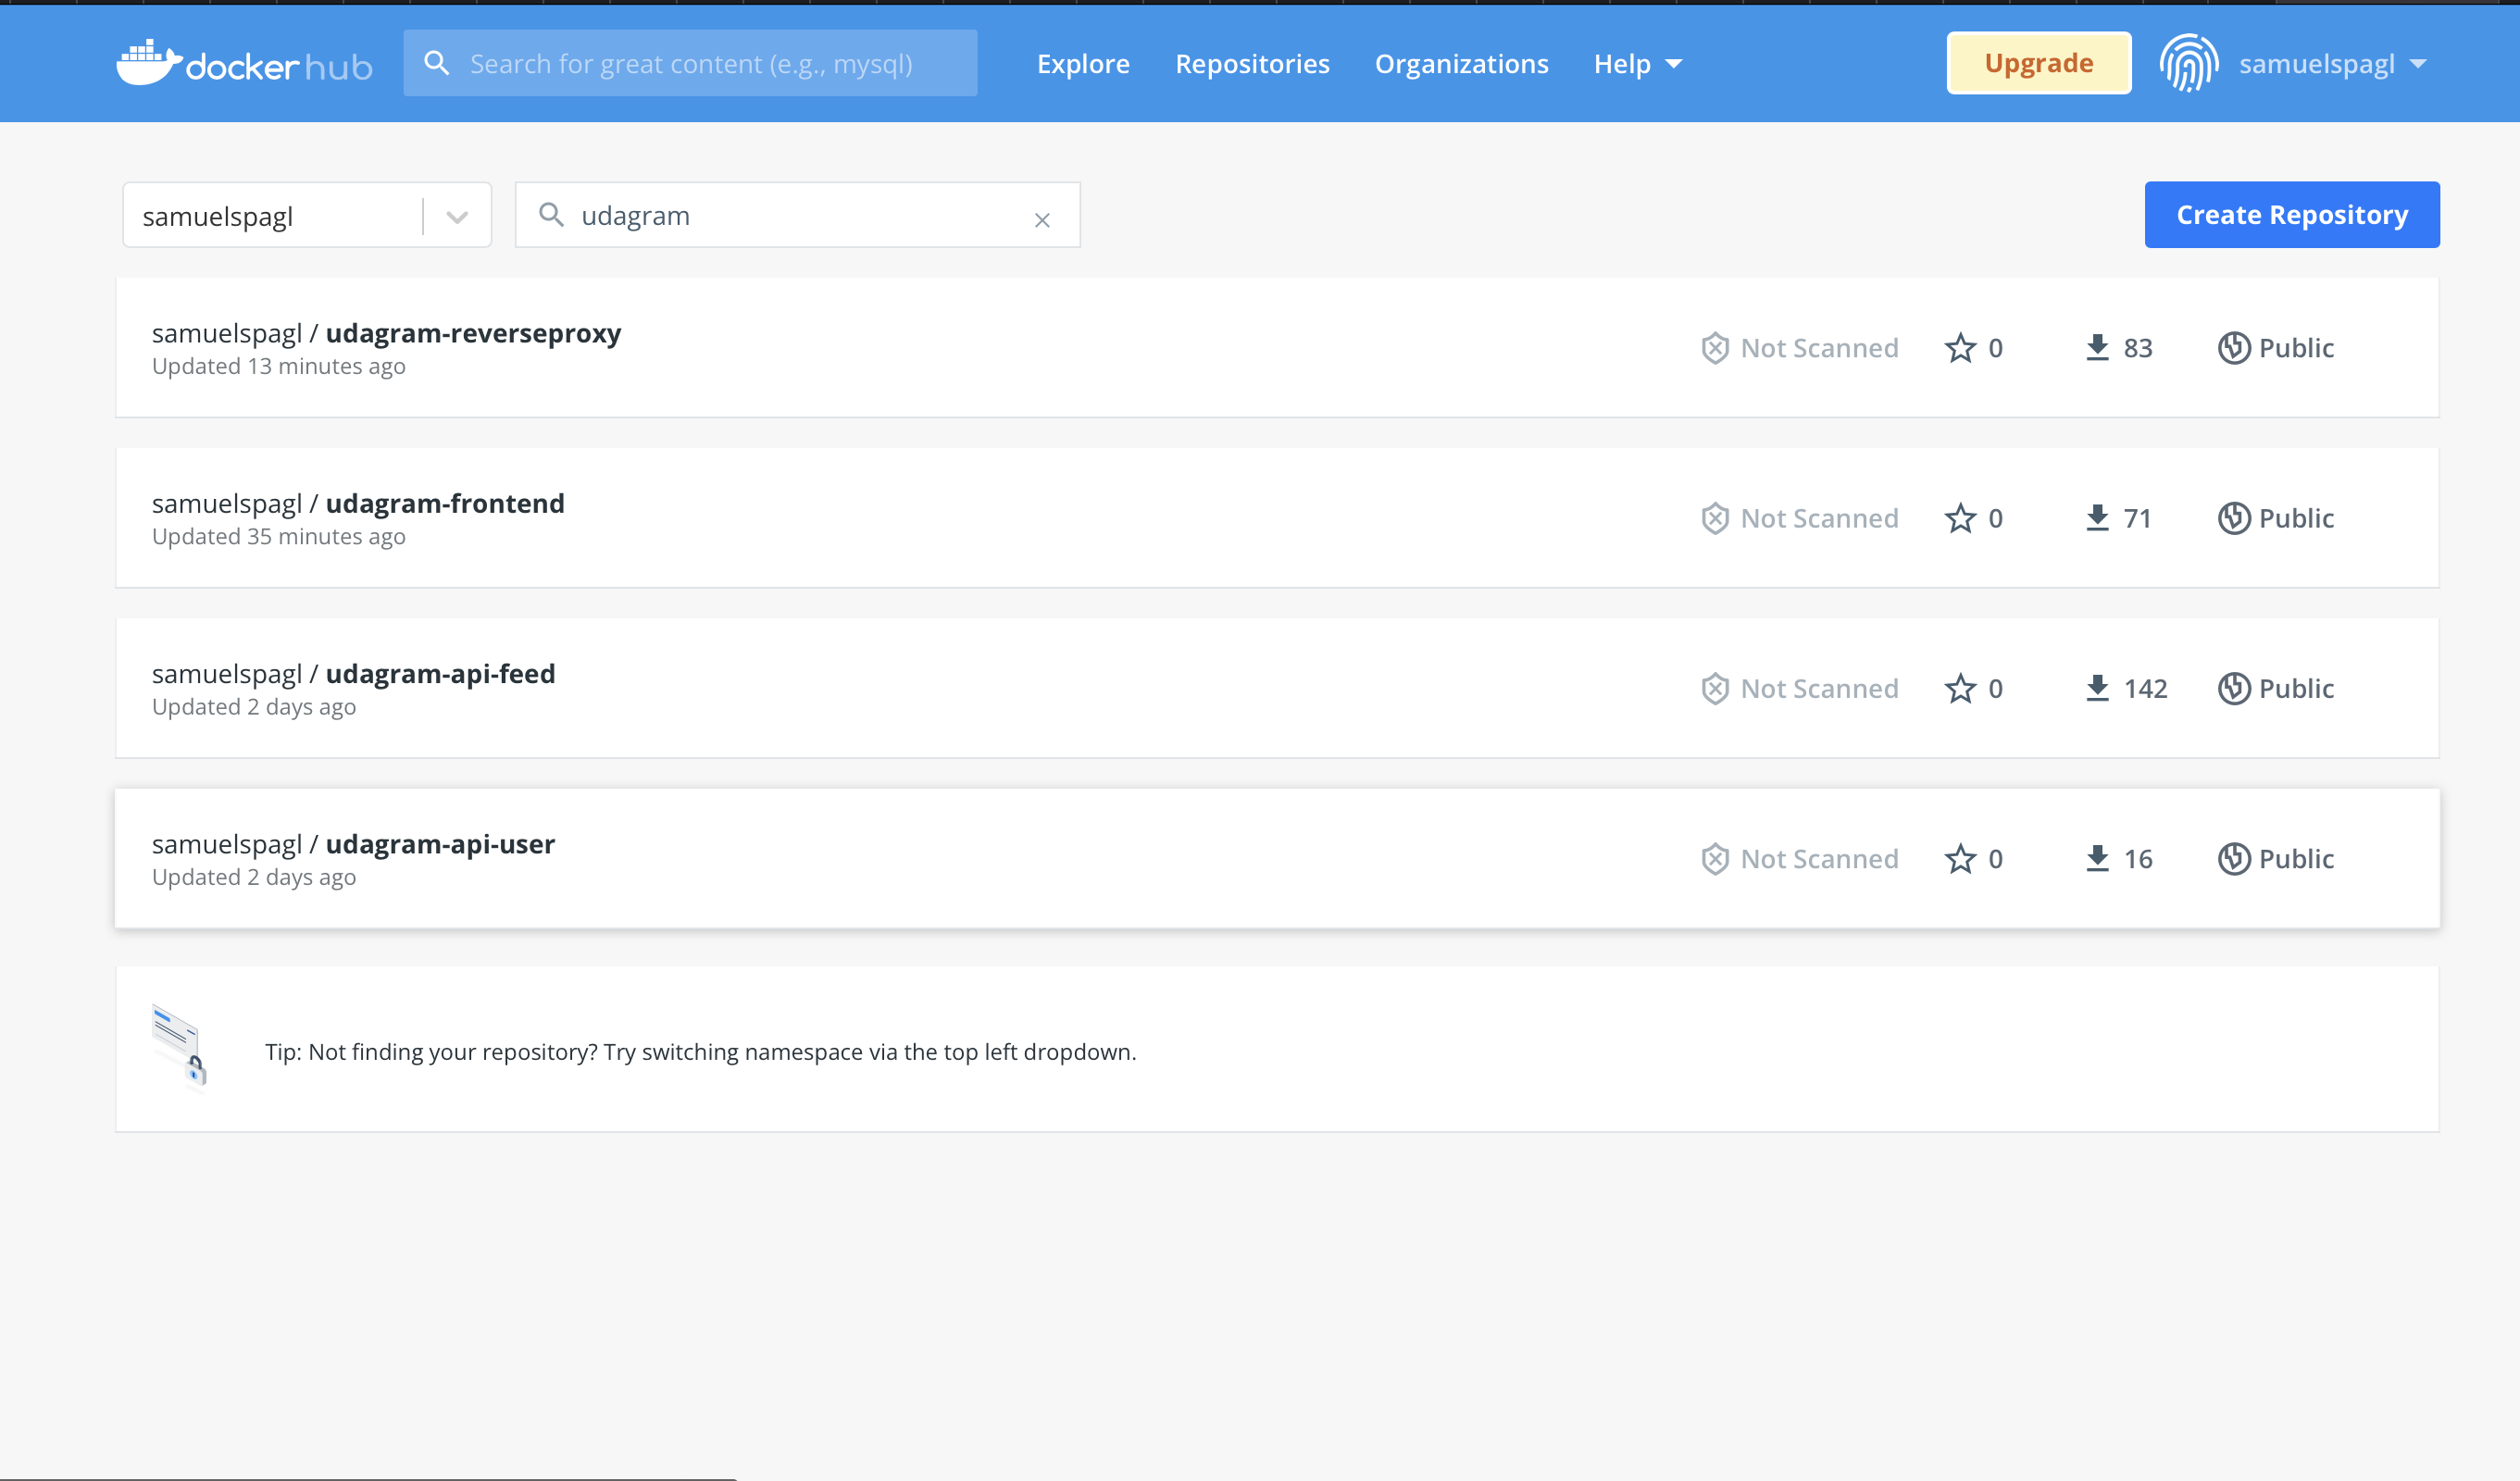 docker hub Search for great content (e.g., mysql) Explore Repositories Organizations Help Upgrade samuelspagl
samuelspagl udagram Create Repository
samuelspagl / udagram-reverseproxy
Updated 13 minutes ago
Not Scanned 0 83 Public
samuelspagl / udagram-frontend
Updated 35 minutes ago
Not Scanned 0 71 Public
samuelspagl / udagram-api-feed
Updated 2 days ago
Not Scanned 0 142 Public
samuelspagl / udagram-api-user
Updated 2 days ago
Not Scanned 0 16 Public
Tip: Not finding your repository? Try switching namespace via the top left dropdown.